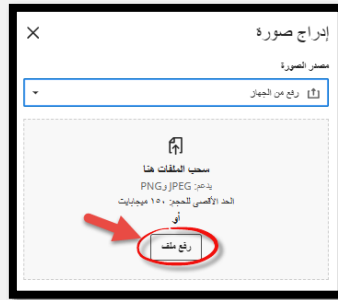 إدراج صورة
مصدر الصورة
رفع من الجهاز
سحب الملفات هنا
يدعم: JPEG وPNG
الحد الأقصى للحجم: ١٥٠ ميجابايت
أو
رفع ملف